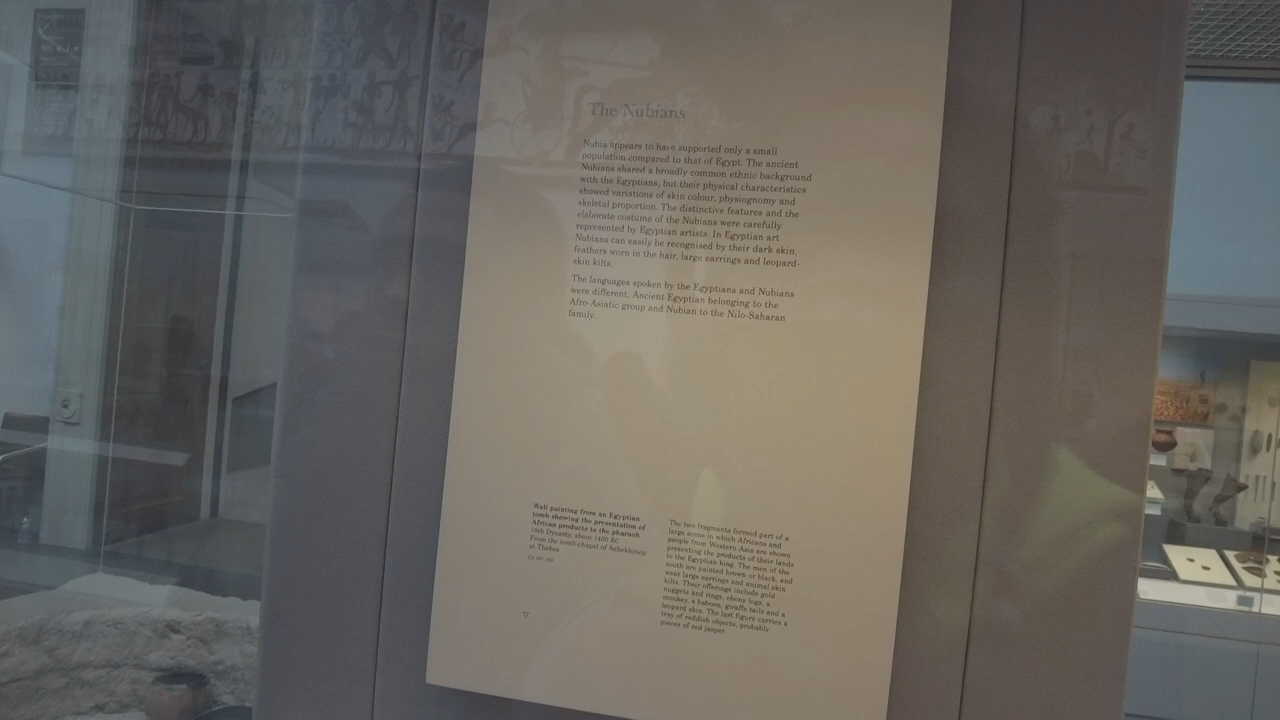 The Nubians
Nubia appears to have supported only a small
population compared to that of Egypt. The ancient
Nubians shared a broadly common ethnic background
with the Egyptians, but their physical characteristics
showed variations of skin colour, physiognomy and
skeletal proportion. The distinctive features and the
elaborate costume of the Nubians were carefully
represented by Egyptian artists. In Egyptian art
Nubians can easily be recognised by their dark skin,
feathers worn in the hair, large earrings and leopard-
skin kilts.
The languages spoken by the Egyptians and Nubians
were different, Ancient Egyptian belonging to the
Afro-Asiatic group and Nubian to the Nilo-Saharan
family.
Wall painting from an Egyptian
tomb showing the presentation of
African products to the pharaoh
18th Dynasty, about 1400 BC
From the tomb-chapel of Sebekhotep
at Thebes
The two fragments formed part of a
large scene in which Africans and
people from Western Asia are shown
presenting the products of their lands
to the Egyptian king. The men of the
south are painted brown or black, and
wear large earrings and animal skin
kilts. Their offerings include gold
nuggets and rings, ebony logs, a
monkey, a baboon, giraffe tails and a
leopard skin. The last figure carries a
tray of reddish objects, probably
pieces of red jasper